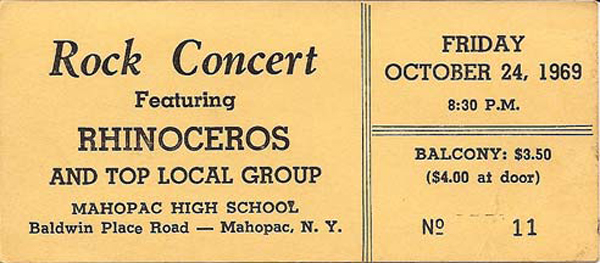 Rock Concert
Featuring
RHINOCEROS
AND TOP LOCAL GROUP
MAHOPAC HIGH SCHOOL
Baldwin Place Road — Mahopac, N. Y.
FRIDAY
OCTOBER 24, 1969
8:30 P.M.
BALCONY: $3.50
($4.00 at door)
Nº 11